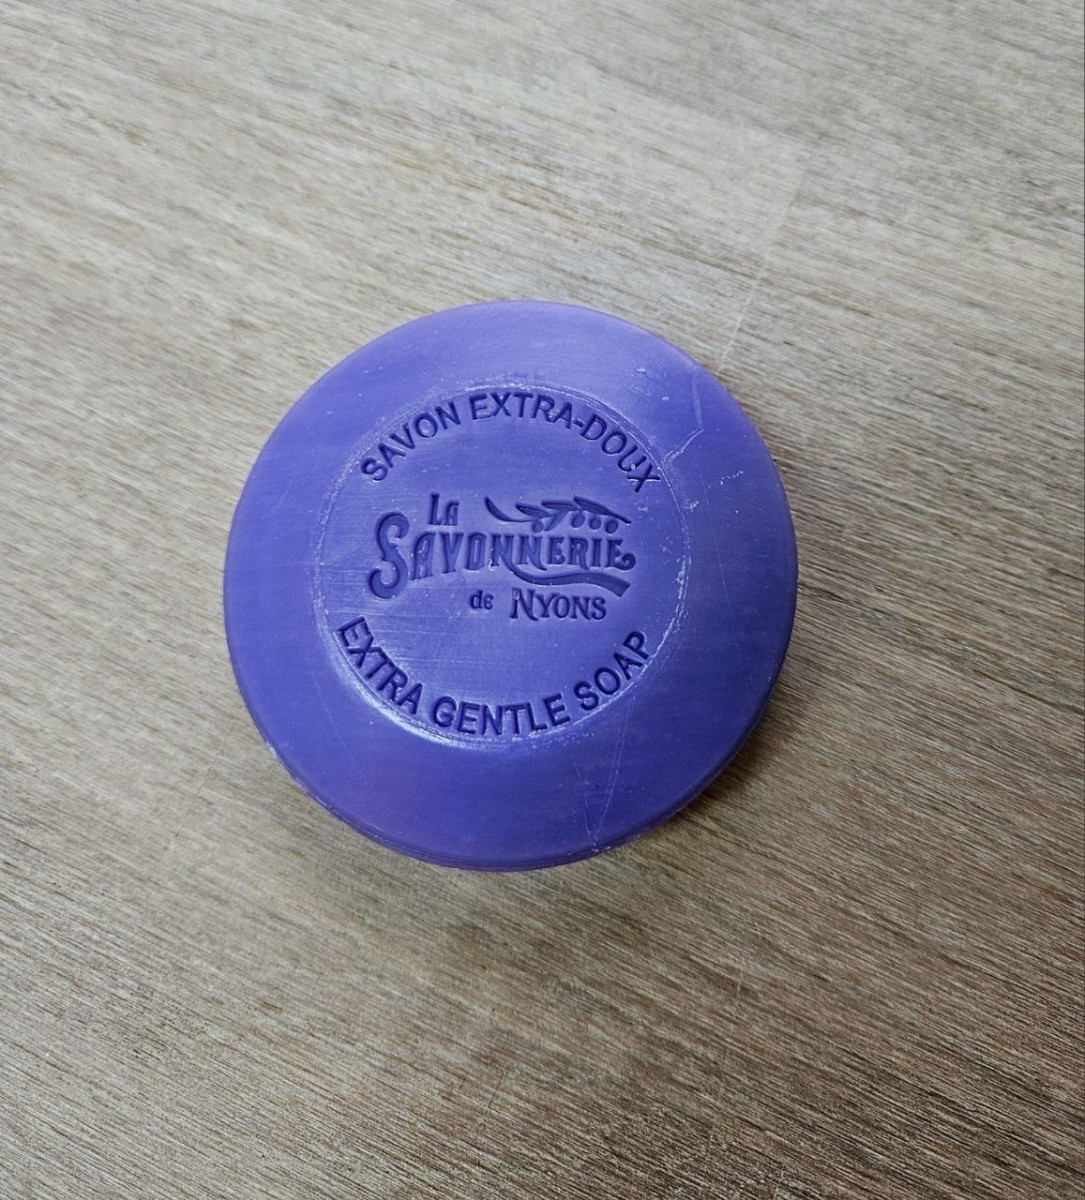 SAVON EXTRA-DOUX
LA
SAVONNERIE
de NYONS
EXTRA GENTLE SOAP